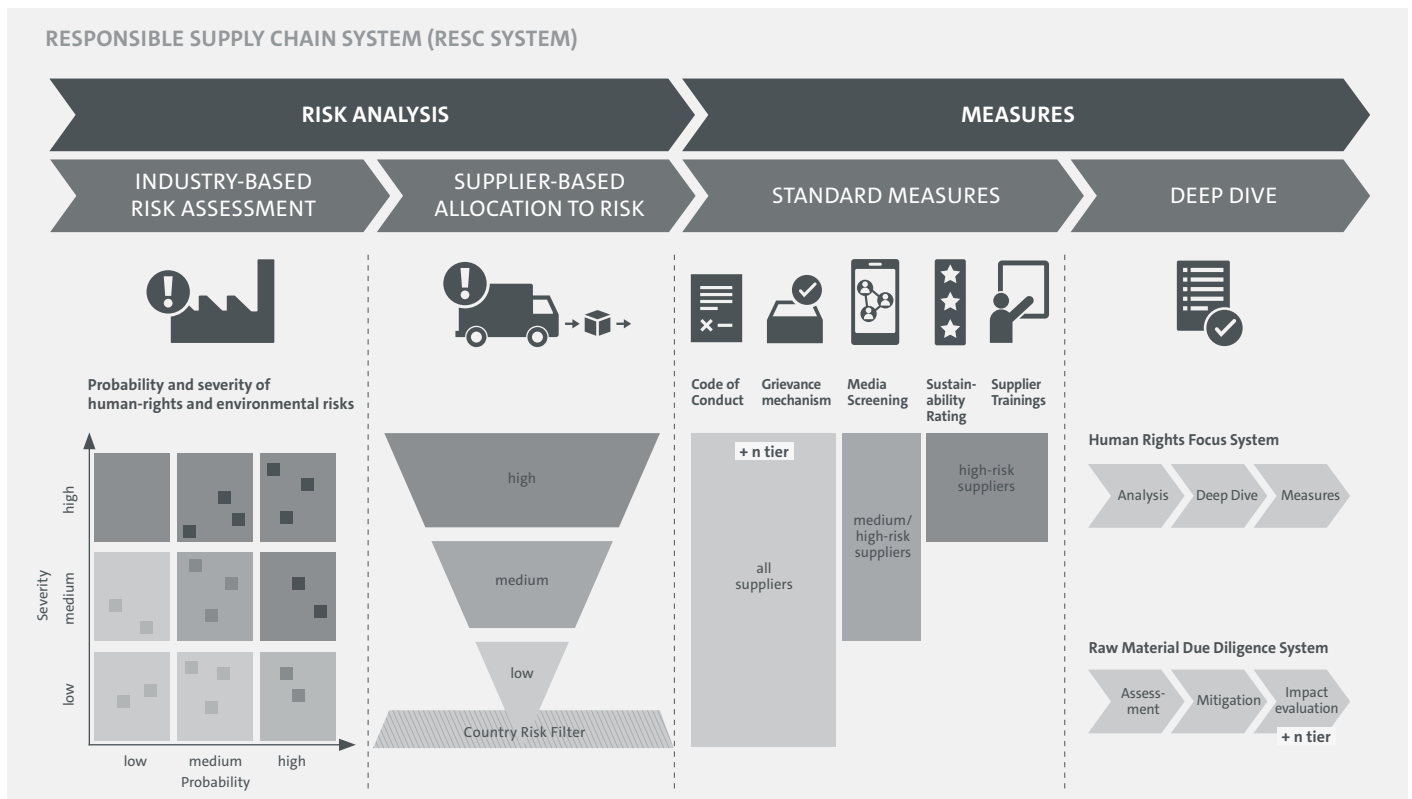 RESPONSIBLE SUPPLY CHAIN SYSTEM (RESC SYSTEM)
RISK ANALYSIS
MEASURES
INDUSTRY-BASED
RISK ASSESSMENT
SUPPLIER-BASED
ALLOCATION TO RISK
STANDARD MEASURES
DEEP DIVE
Probability and severity of
human-rights and environmental risks
Severity
high
medium
low
low
medium
high
Probability
high
medium
low
Country Risk Filter
Code of
Conduct
Grievance
mechanism
Media
Screening
Sustain-
ability
Rating
Supplier
Trainings
+ n tier
all
suppliers
medium/
high-risk
suppliers
high-risk
suppliers
Human Rights Focus System
Analysis
Deep Dive
Measures
Raw Material Due Diligence System
Assess-
ment
Mitigation
Impact
evaluation
+ n tier